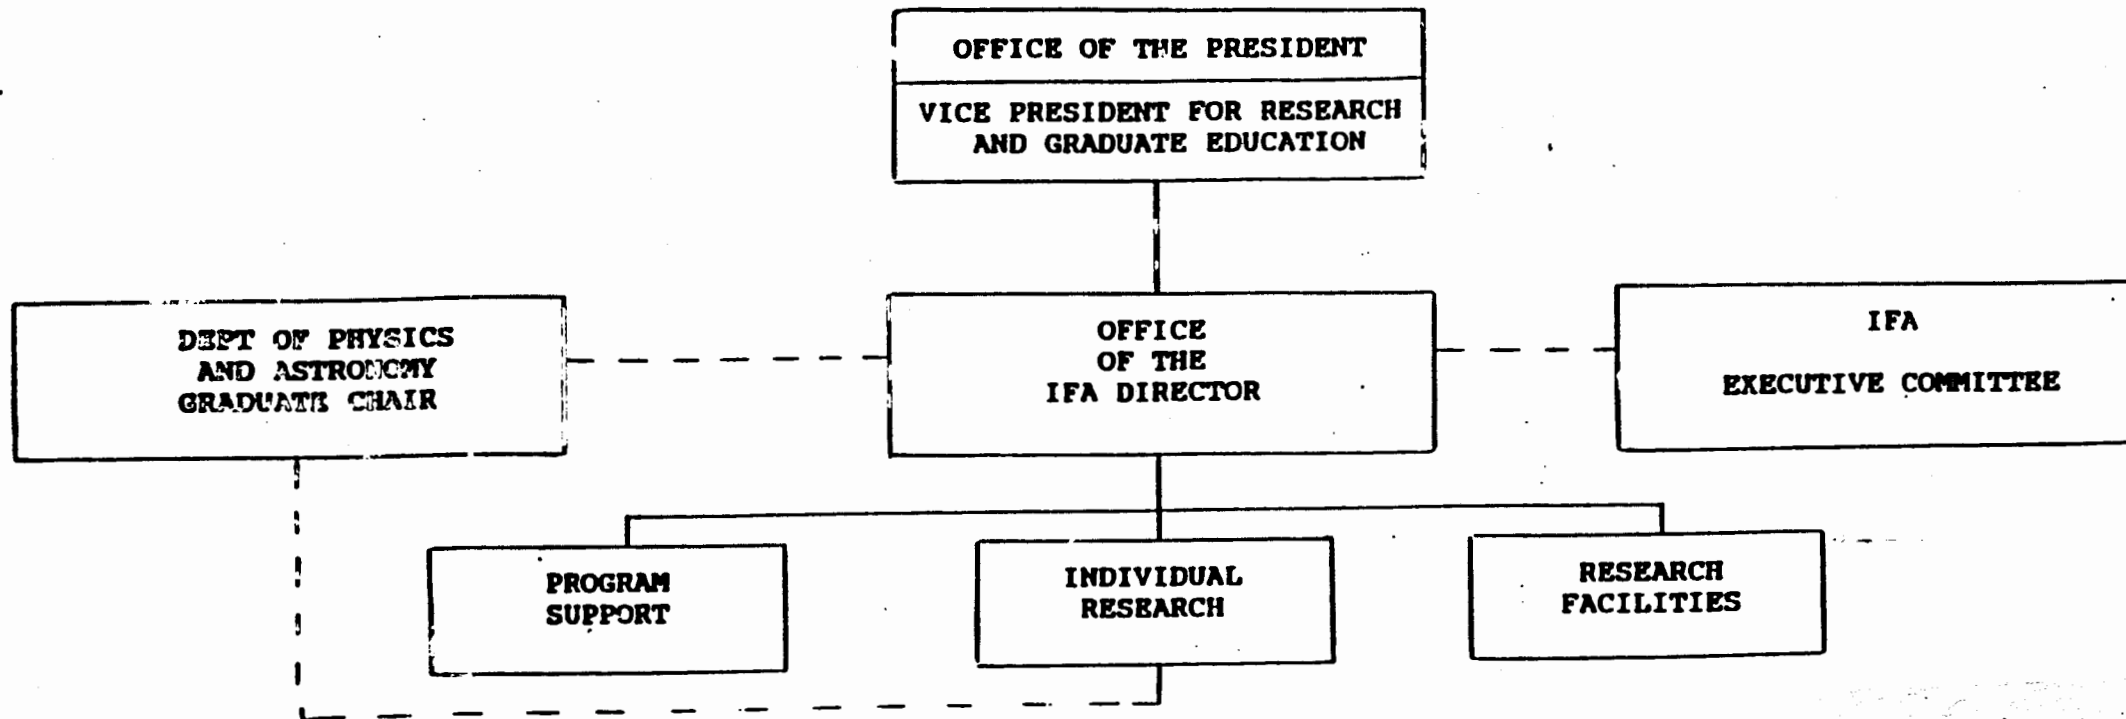 OFFICE OF THE PRESIDENT
VICE PRESIDENT FOR RESEARCH
AND GRADUATE EDUCATION
DEPT OF PHYSICS
AND ASTRONOMY
GRADUATE CHAIR
OFFICE
OF THE
IFA DIRECTOR
IFA
EXECUTIVE COMMITTEE
PROGRAM
SUPPORT
INDIVIDUAL
RESEARCH
RESEARCH
FACILITIES